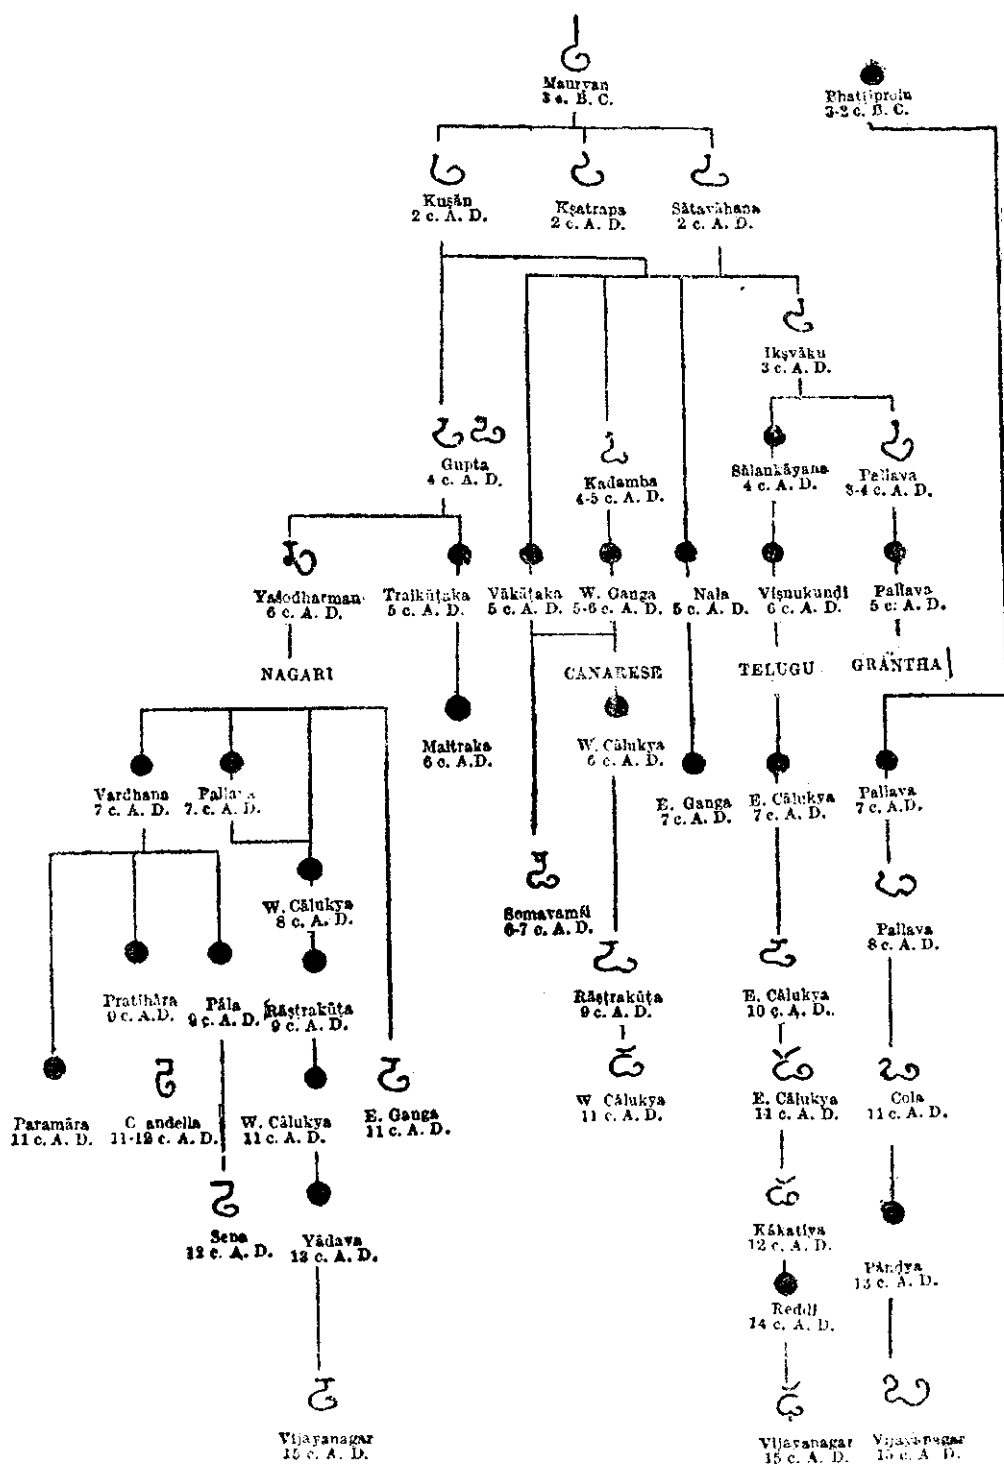 Mauryan
3 c. B. C.
Bhattiprolu
3-2 c. B. C.
Kuṣān
2 c. A. D.
Kṣatrapa
2 c. A. D.
Sātavāhana
2 c. A. D.
Ikṣvāku
3 c. A. D.
Gupta
4 c. A. D.
Kadamba
4-5 c. A. D.
Sālankāyana
4 c. A. D.
Pallava
3-4 c. A. D.
Yaśodharman
6 c. A. D.
Traikūṭaka
5 c. A. D.
Vākāṭaka
5 c. A. D.
W. Ganga
5-6 c. A. D.
Nala
5 c. A. D.
Viṣnukundi
6 c. A. D.
Pallava
5 c. A. D.
NAGARI
CANARESE
TELUGU
GRANTHA
Maitraka
6 c. A.D.
W. Cālukya
6 c. A. D.
Vardhana
7 c. A. D.
Pallava
7 c. A. D.
E. Ganga
7 c. A. D.
E. Cālukya
7 c. A. D.
Pallava
7 c. A.D.
W. Cālukya
8 c. A. D.
Somavamśi
6-7 c. A. D.
Pallava
8 c. A. D.
Pratihāra
9 c. A.D.
Pāla
9 c. A. D.
Rāṣtrakūṭa
9 c. A. D.
Rāṣtrakūṭa
9 c. A. D.
E. Cālukya
10 c. A. D.
Paramāra
11 c. A. D.
C andella
11-12 c. A. D.
W. Cālukya
11 c. A. D.
E. Ganga
11 c. A. D.
W Cālukya
11 c. A. D.
E. Cālukya
11 c. A. D.
Cola
11 c. A. D.
Sena
12 c. A. D.
Yādava
13 c. A. D.
Kākatiya
12 c. A. D.
Pāndya
13 c. A. D.
Reddi
14 c. A. D.
Vijayanagar
15 c. A. D.
Vijayanagar
15 c. A. D.
Vijayanagar
15 c. A. D.